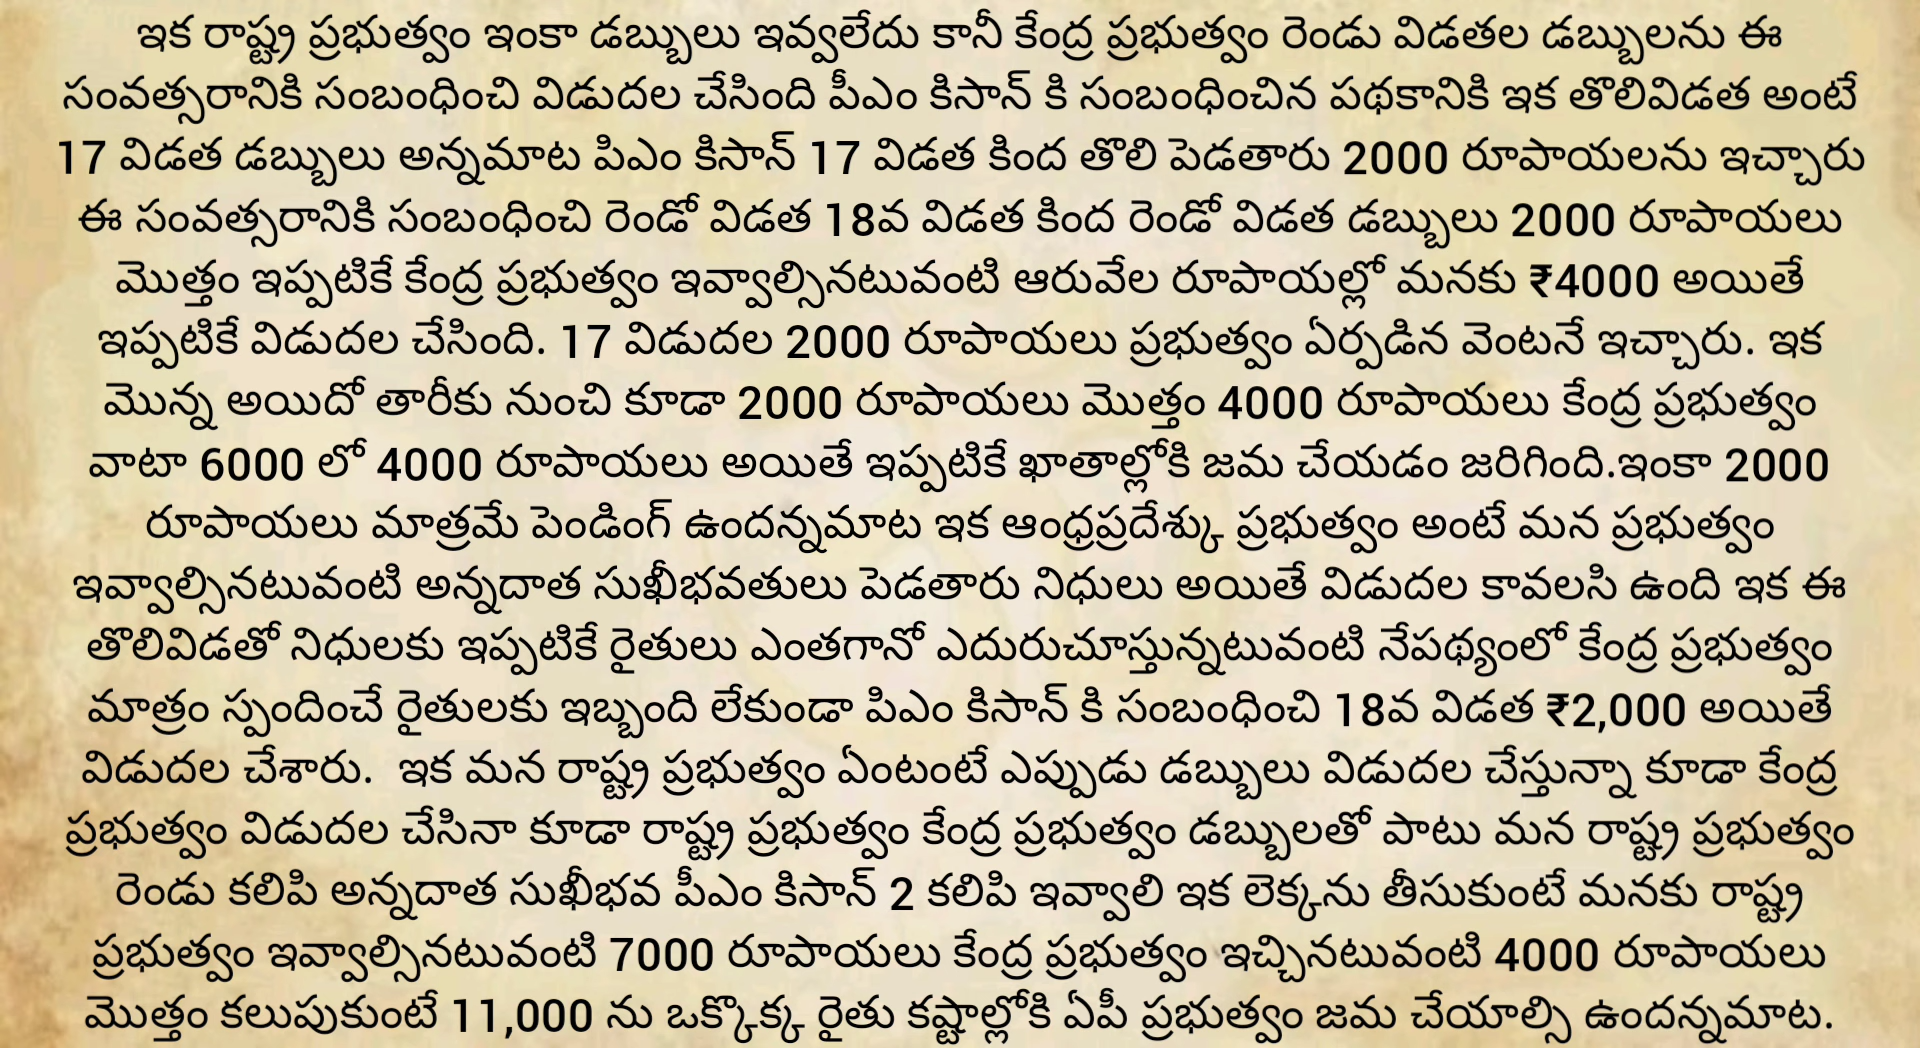 ఇక రాష్ట్ర ప్రభుత్వం ఇంకా డబ్బులు ఇవ్వలేదు కానీ కేంద్ర ప్రభుత్వం రెండు విడతల డబ్బులను ఈ
సంవత్సరానికి సంబంధించి విడుదల చేసింది పీఎం కిసాన్ కి సంబంధించిన పథకానికి ఇక తొలివిడత అంటే
17 విడత డబ్బులు అన్నమాట పిఎం కిసాన్ 17 విడత కింద తొలి పెడతారు 2000 రూపాయలను ఇచ్చారు
ఈ సంవత్సరానికి సంబంధించి రెండో విడత 18వ విడత కింద రెండో విడత డబ్బులు 2000 రూపాయలు
మొత్తం ఇప్పటికే కేంద్ర ప్రభుత్వం ఇవ్వాల్సినటువంటి ఆరువేల రూపాయల్లో మనకు ₹4000 అయితే
ఇప్పటికే విడుదల చేసింది. 17 విడుదల 2000 రూపాయలు ప్రభుత్వం ఏర్పడిన వెంటనే ఇచ్చారు. ఇక
మొన్న అయిదో తారీకు నుంచి కూడా 2000 రూపాయలు మొత్తం 4000 రూపాయలు కేంద్ర ప్రభుత్వం
వాటా 6000 లో 4000 రూపాయలు అయితే ఇప్పటికే ఖాతాల్లోకి జమ చేయడం జరిగింది.ఇంకా 2000
రూపాయలు మాత్రమే పెండింగ్ ఉందన్నమాట ఇక ఆంధ్రప్రదేశ్కు ప్రభుత్వం అంటే మన ప్రభుత్వం
ఇవ్వాల్సినటువంటి అన్నదాత సుఖీభవతులు పెడతారు నిధులు అయితే విడుదల కావలసి ఉంది ఇక ఈ
తొలివిడతో నిధులకు ఇప్పటికే రైతులు ఎంతగానో ఎదురుచూస్తున్నటువంటి నేపథ్యంలో కేంద్ర ప్రభుత్వం
మాత్రం స్పందించే రైతులకు ఇబ్బంది లేకుండా పిఎం కిసాన్ కి సంబంధించి 18వ విడత ₹2,000 అయితే
విడుదల చేశారు.  ఇక మన రాష్ట్ర ప్రభుత్వం ఏంటంటే ఎప్పుడు డబ్బులు విడుదల చేస్తున్నా కూడా కేంద్ర
ప్రభుత్వం విడుదల చేసినా కూడా రాష్ట్ర ప్రభుత్వం కేంద్ర ప్రభుత్వం డబ్బులతో పాటు మన రాష్ట్ర ప్రభుత్వం
రెండు కలిపి అన్నదాత సుఖీభవ పీఎం కిసాన్ 2 కలిపి ఇవ్వాలి ఇక లెక్కను తీసుకుంటే మనకు రాష్ట్ర
ప్రభుత్వం ఇవ్వాల్సినటువంటి 7000 రూపాయలు కేంద్ర ప్రభుత్వం ఇచ్చినటువంటి 4000 రూపాయలు
మొత్తం కలుపుకుంటే 11,000 ను ఒక్కొక్క రైతు కష్టాల్లోకి ఏపీ ప్రభుత్వం జమ చేయాల్సి ఉందన్నమాట.